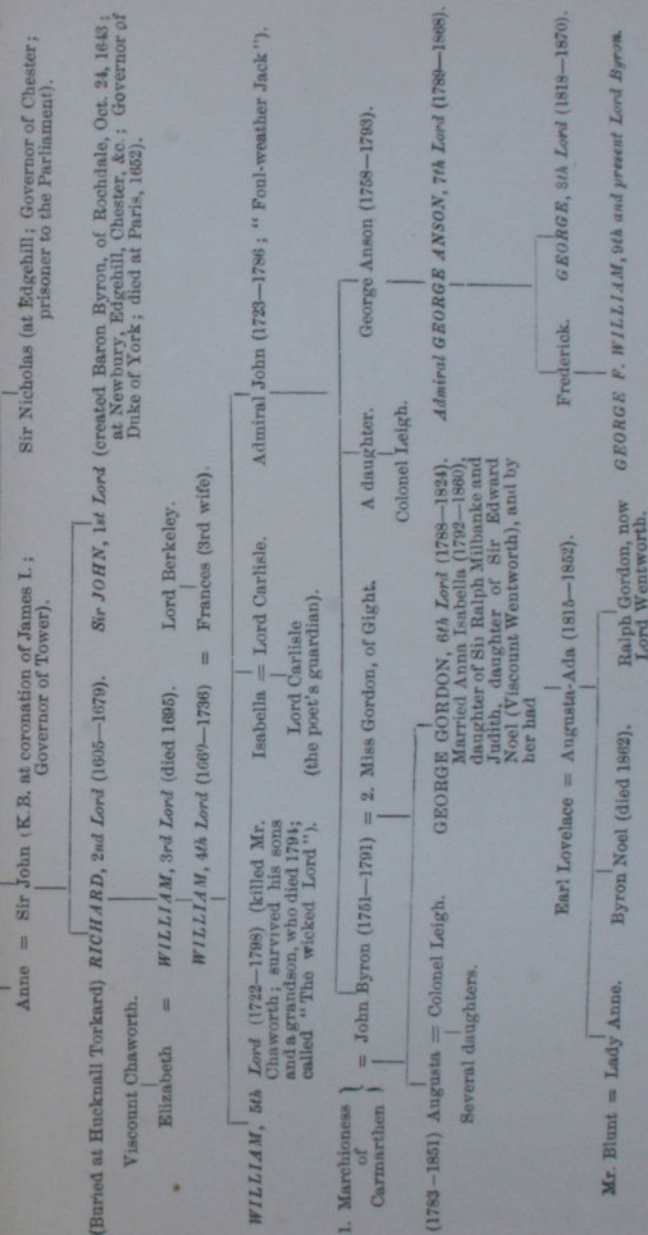 Anne = Sir John (K.B. at coronation of James I.;
Governor of Tower).
Sir Nicholas (at Edgehill; Governor of Chester;
prisoner to the Parliament).
(Buried at Hucknall Torkard) RICHARD, 2nd Lord (1605—1679).
Sir JOHN, 1st Lord (created Baron Byron, of Rochdale, Oct. 24, 1643;
at Newbury, Edgehill, Chester, &c.; Governor of
Duke of York; died at Paris, 1652).
Viscount Chaworth.
Elizabeth = WILLIAM, 3rd Lord (died 1695).
Lord Berkeley.
WILLIAM, 4th Lord (1669—1736) = Frances (3rd wife).
WILLIAM, 5th Lord (1722—1798) (killed Mr.
Chaworth; survived his sons
and a grandson, who died 1794;
called "The wicked Lord").
Isabella = Lord Carlisle.
Lord Carlisle
(the poet's guardian).
Admiral John (1723—1786; "Foul-weather Jack").
1. Marchioness
of
Carmarthen
= John Byron (1751—1791) = 2. Miss Gordon, of Gight.
A daughter.
Colonel Leigh.
George Anson (1758—1793).
(1783—1851) Augusta = Colonel Leigh.
Several daughters.
GEORGE GORDON, 6th Lord (1788—1824).
Married Anna Isabella (1792—1860),
daughter of Sir Ralph Milbanke and
Judith, daughter of Sir Edward
Noel (Viscount Wentworth), and by
her had
Admiral GEORGE ANSON, 7th Lord (1789—1868).
Earl Lovelace = Augusta-Ada (1815—1852).
Frederick.
GEORGE, 8th Lord (1818—1870).
Mr. Blunt = Lady Anne.
Byron Noel (died 1862).
Ralph Gordon, now
Lord Wentworth.
GEORGE F. WILLIAM, 9th and present Lord Byron.